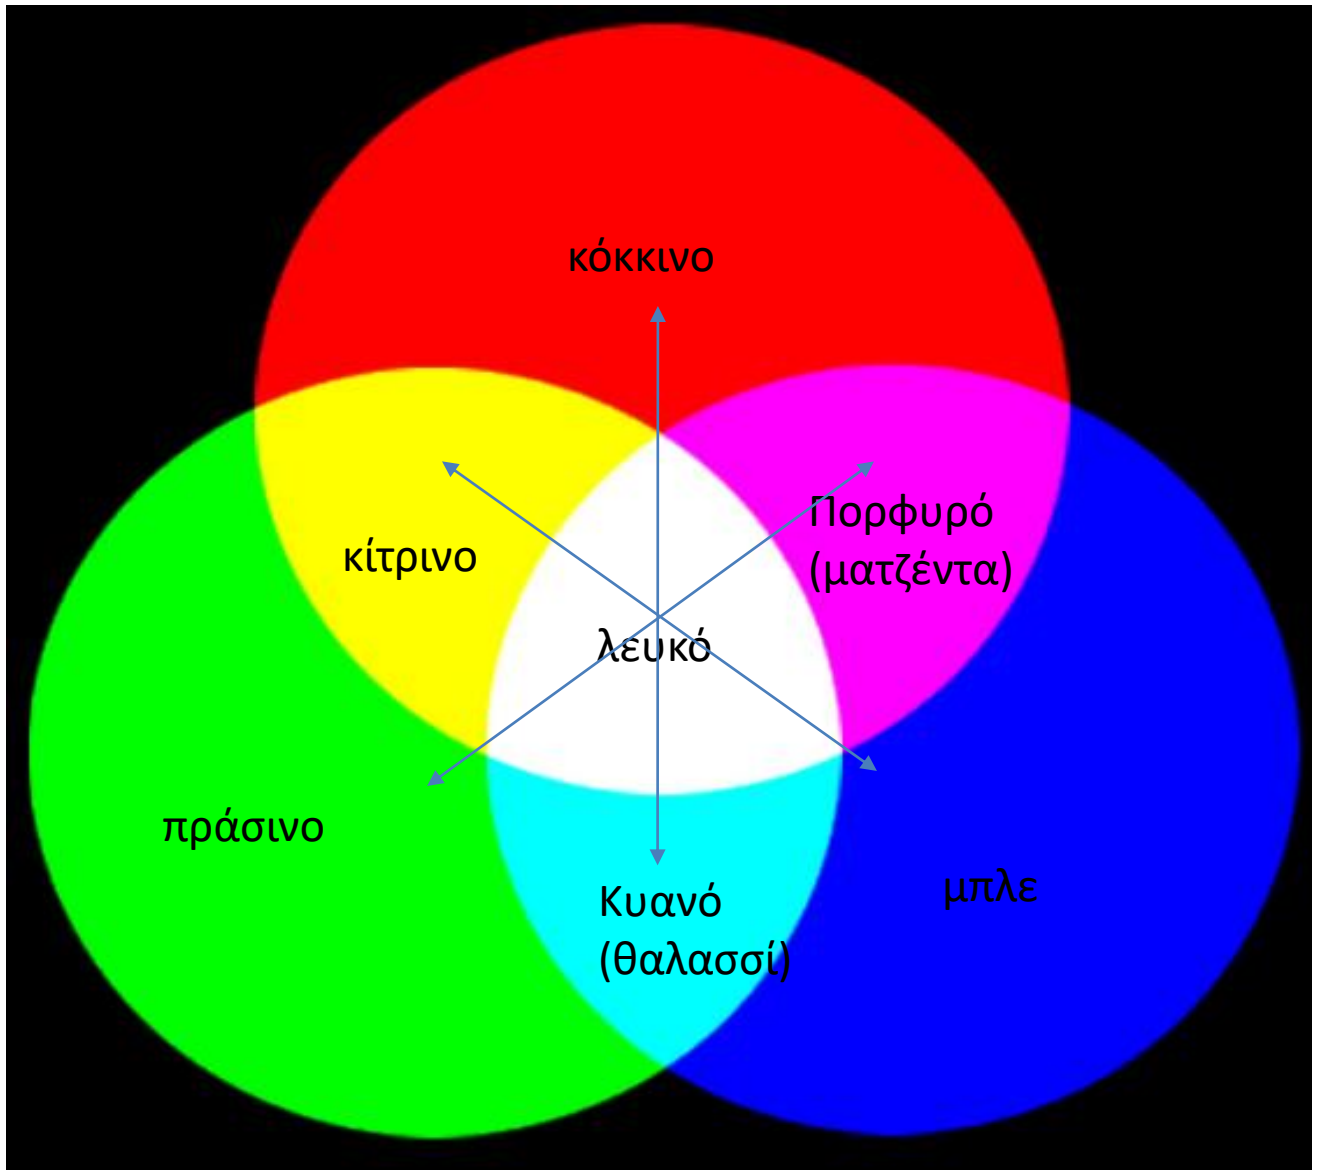 κόκκινο
Πορφυρό
(ματζέντα)
κίτρινο
λευκό
πράσινο
μπλε
Κυανό
(θαλασσί)